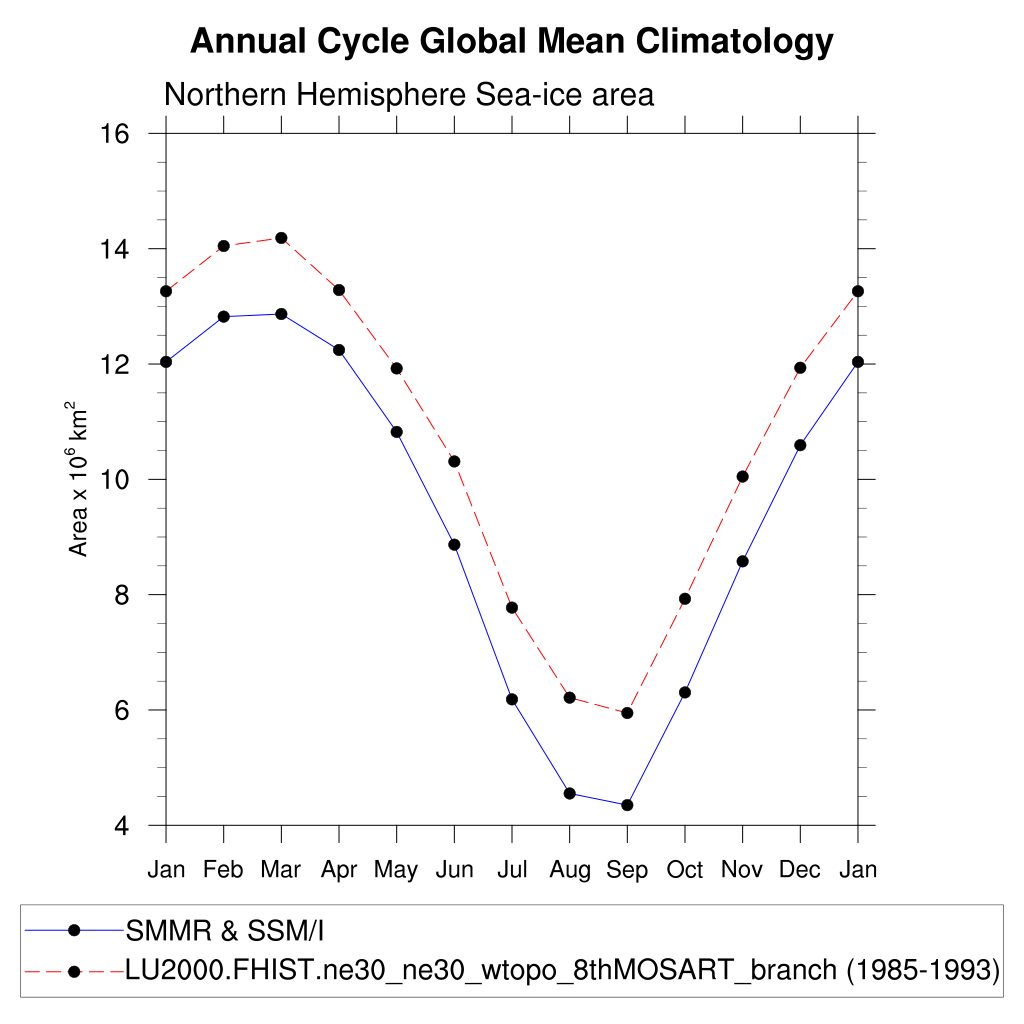 Annual Cycle Global Mean Climatology
Northern Hemisphere Sea-ice area
16
14
12
10
8
6
4
Area x 10⁶ km²
Jan Feb Mar Apr May Jun Jul Aug Sep Oct Nov Dec Jan
SMMR & SSM/I
LU2000.FHIST.ne30_ne30_wtopo_8thMOSART_branch (1985-1993)